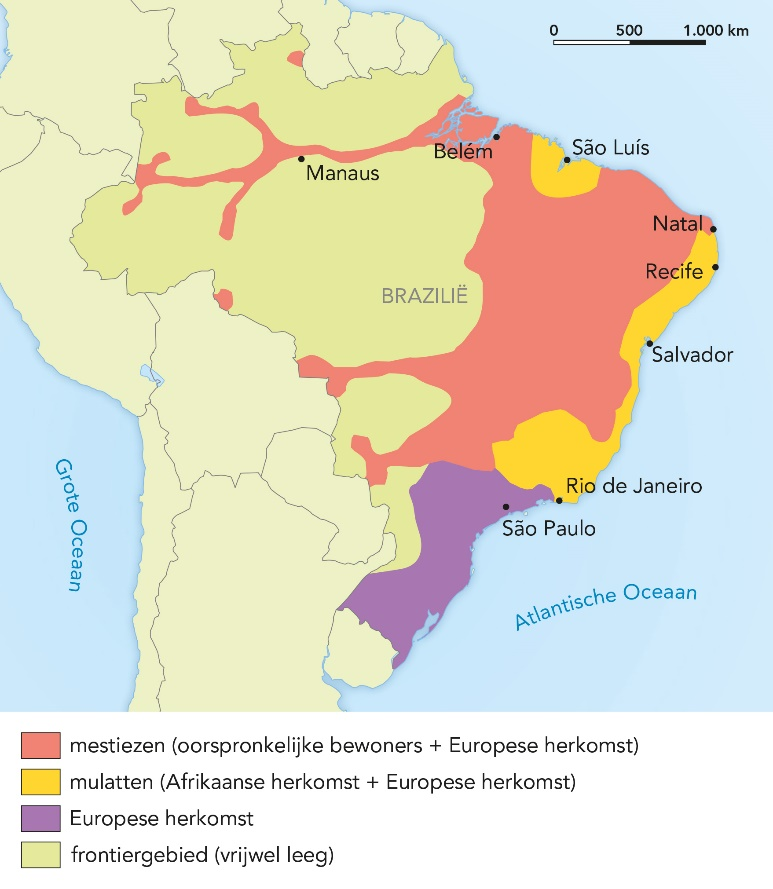 0 500 1.000 km
Belém
São Luís
Manaus
Natal
Recife
BRAZILIË
Salvador
Rio de Janeiro
São Paulo
Grote Oceaan
Atlantische Oceaan
mestiezen (oorspronkelijke bewoners + Europese herkomst)
mulatten (Afrikaanse herkomst + Europese herkomst)
Europese herkomst
frontiergebied (vrijwel leeg)